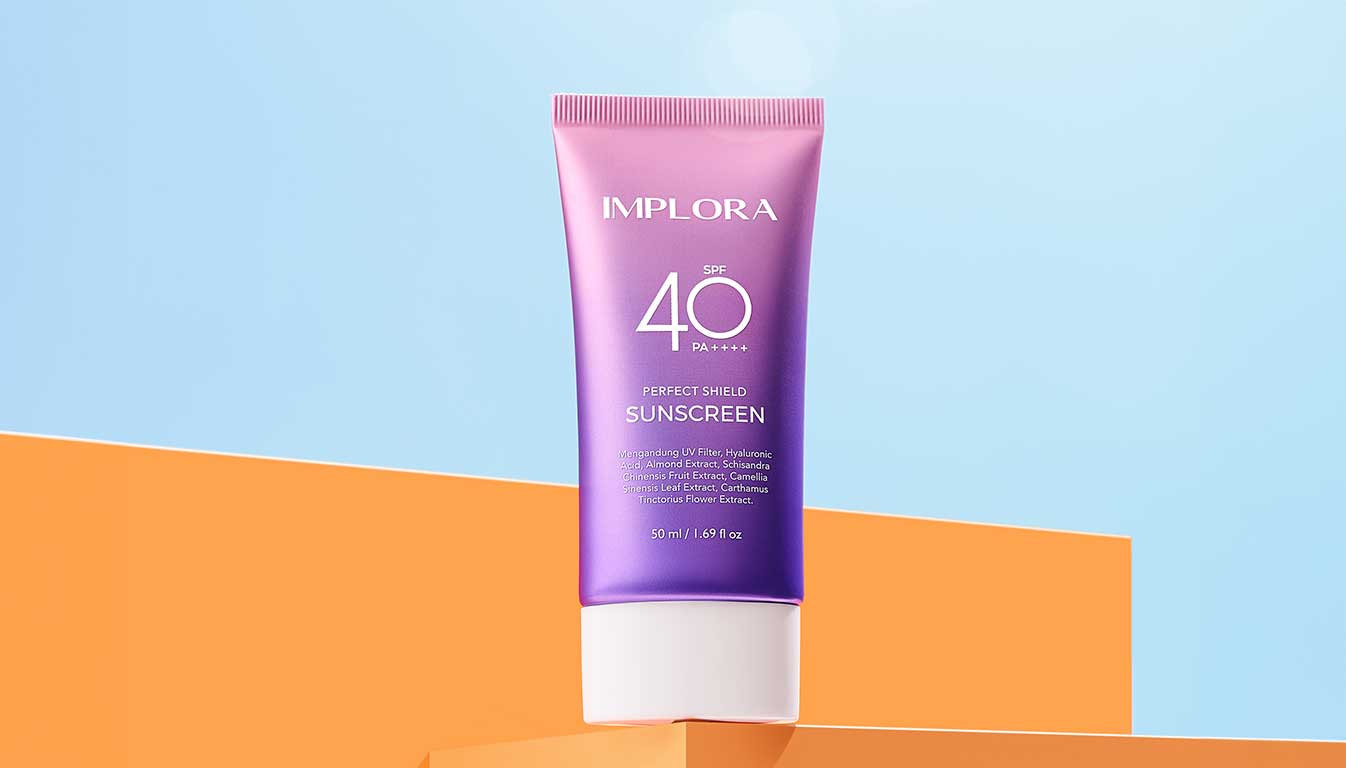 IMPLORA
SPF
40
PA++++
PERFECT SHIELD
SUNSCREEN
Mengandung UV Filter, Hyaluronic
Acid, Almond Extract, Schisandra
Chinensis Fruit Extract, Camellia
Sinensis Leaf Extract, Carthamus
Tinctorius Flower Extract.
50 ml / 1.69 fl oz